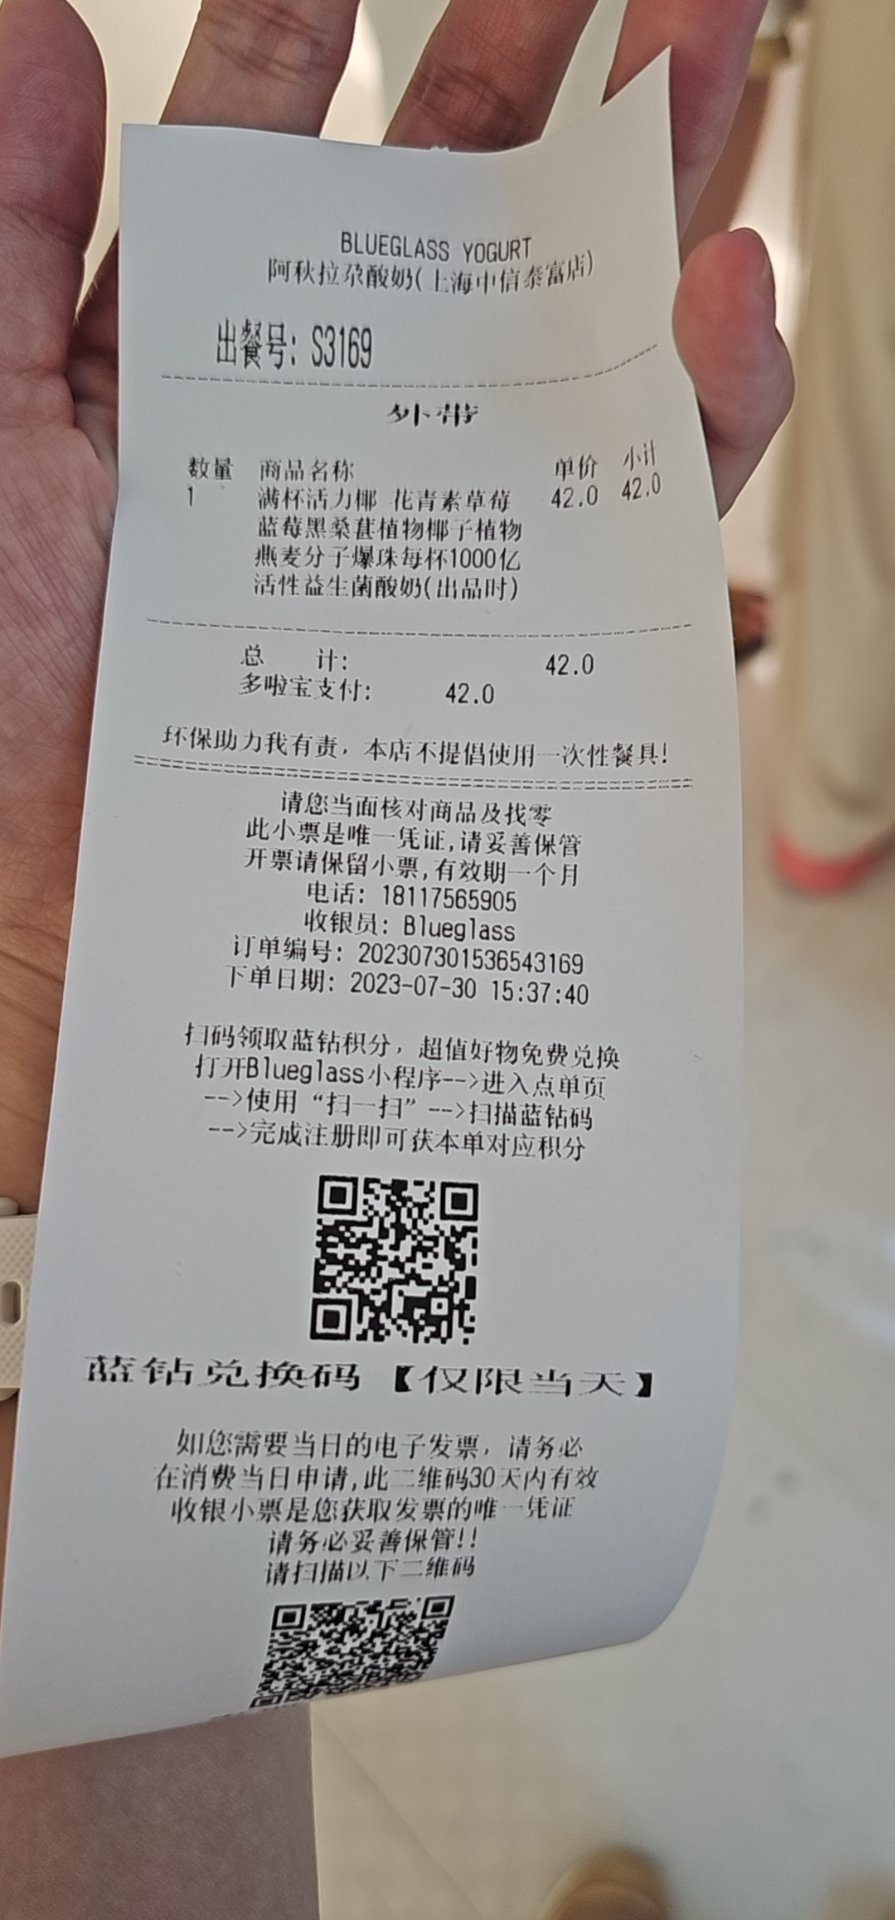 BLUEGLASS YOGURT
阿秋拉尕酸奶(上海中信泰富店)
出餐号: S3169
外带
数量 商品名称 单价 小计
1 满杯活力椰 花青素草莓 42.0 42.0
蓝莓黑桑葚植物椰子植物
燕麦分子爆珠每杯1000亿
活性益生菌酸奶(出品时)
总 计: 42.0
多啦宝支付: 42.0
环保助力我有责，本店不提倡使用一次性餐具!
请您当面核对商品及找零
此小票是唯一凭证,请妥善保管
开票请保留小票,有效期一个月
电话: 18117565905
收银员: Blueglass
订单编号: 202307301536543169
下单日期: 2023-07-30 15:37:40
扫码领取蓝钻积分，超值好物免费兑换
打开Blueglass小程序-->进入点单页
-->使用“扫一扫”-->扫描蓝钻码
-->完成注册即可获本单对应积分
蓝钻兑换码【仅限当天】
如您需要当日的电子发票，请务必
在消费当日申请,此二维码30天内有效
收银小票是您获取发票的唯一凭证
请务必妥善保管!!
请扫描以下二维码